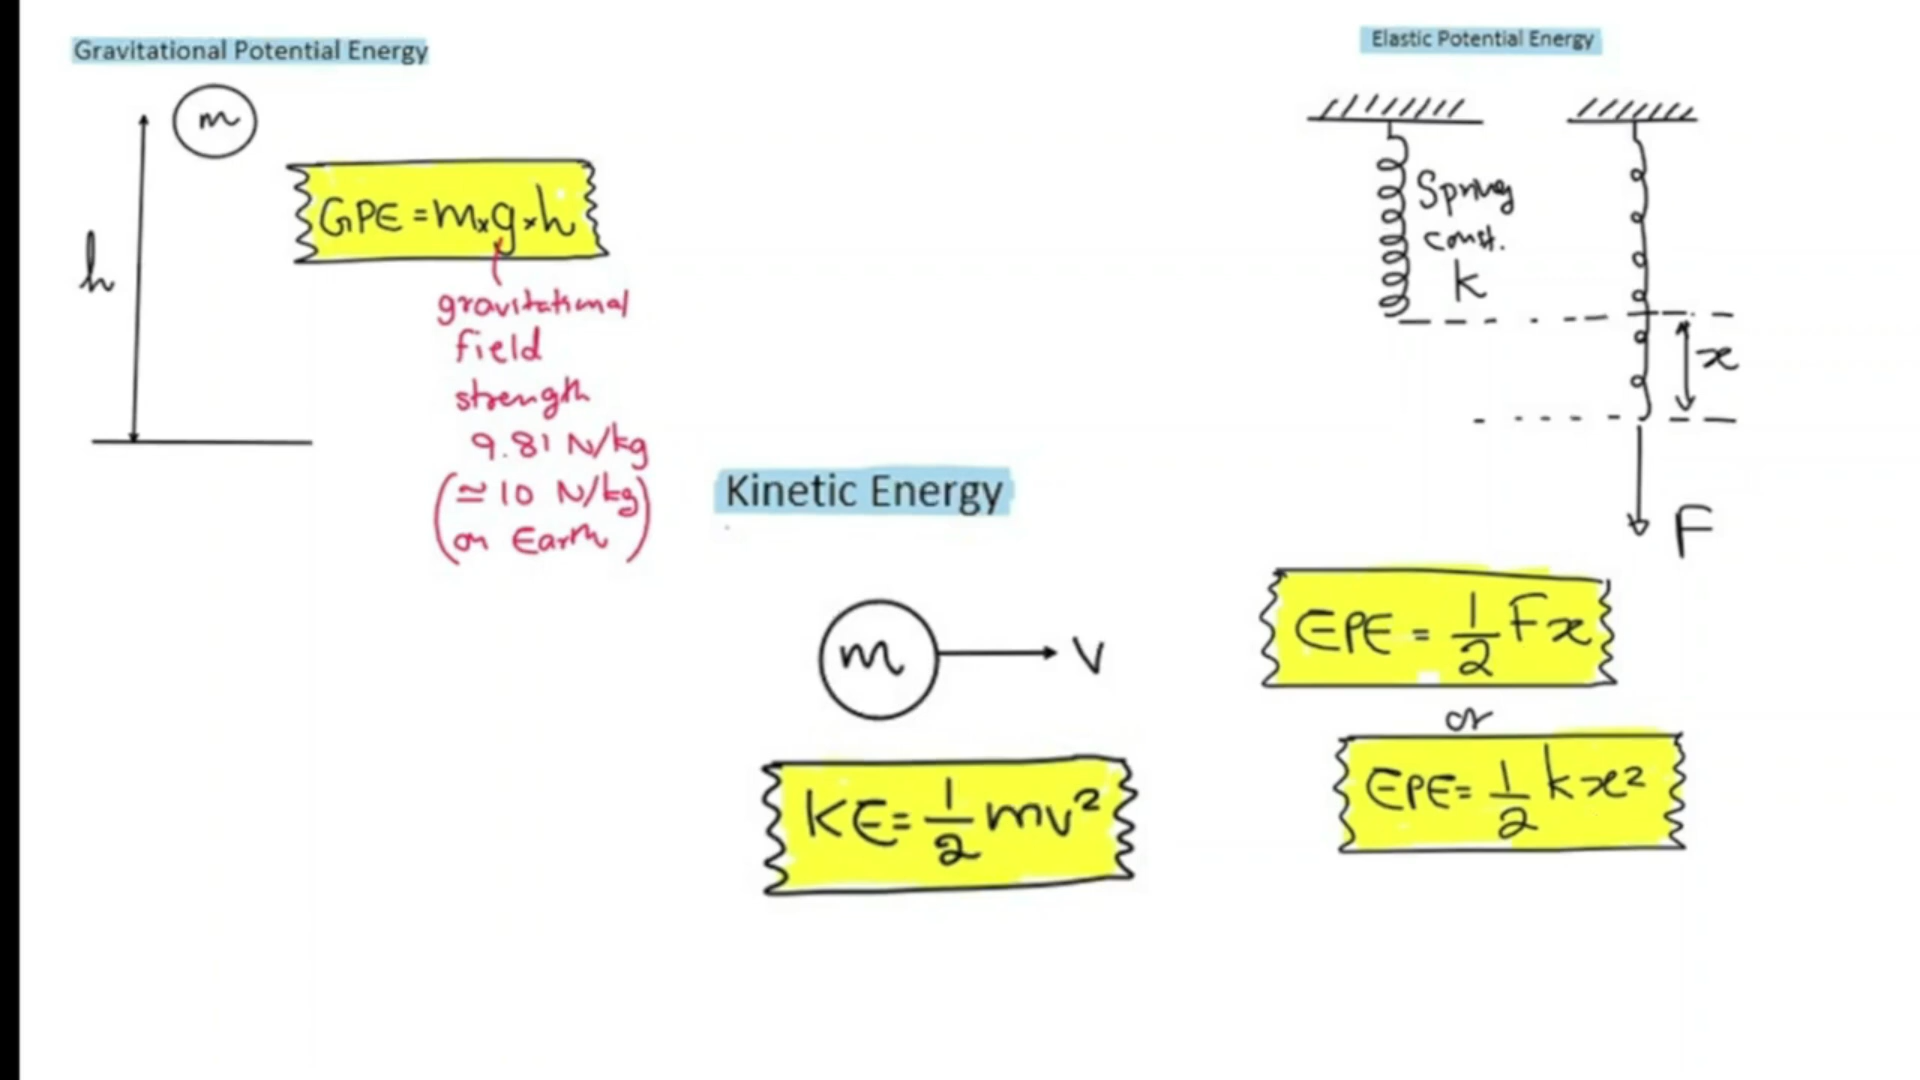 Gravitational Potential Energy
m
h
GPE = m×g×h
gravitational
field
strength
9.81 N/kg
(≃ 10 N/kg
on Earth)
Kinetic Energy
m
v
KE = 1/2 mv²
Elastic Potential Energy
Spring
const.
k
x
F
EPE = 1/2 Fx
or
EPE = 1/2 kx²